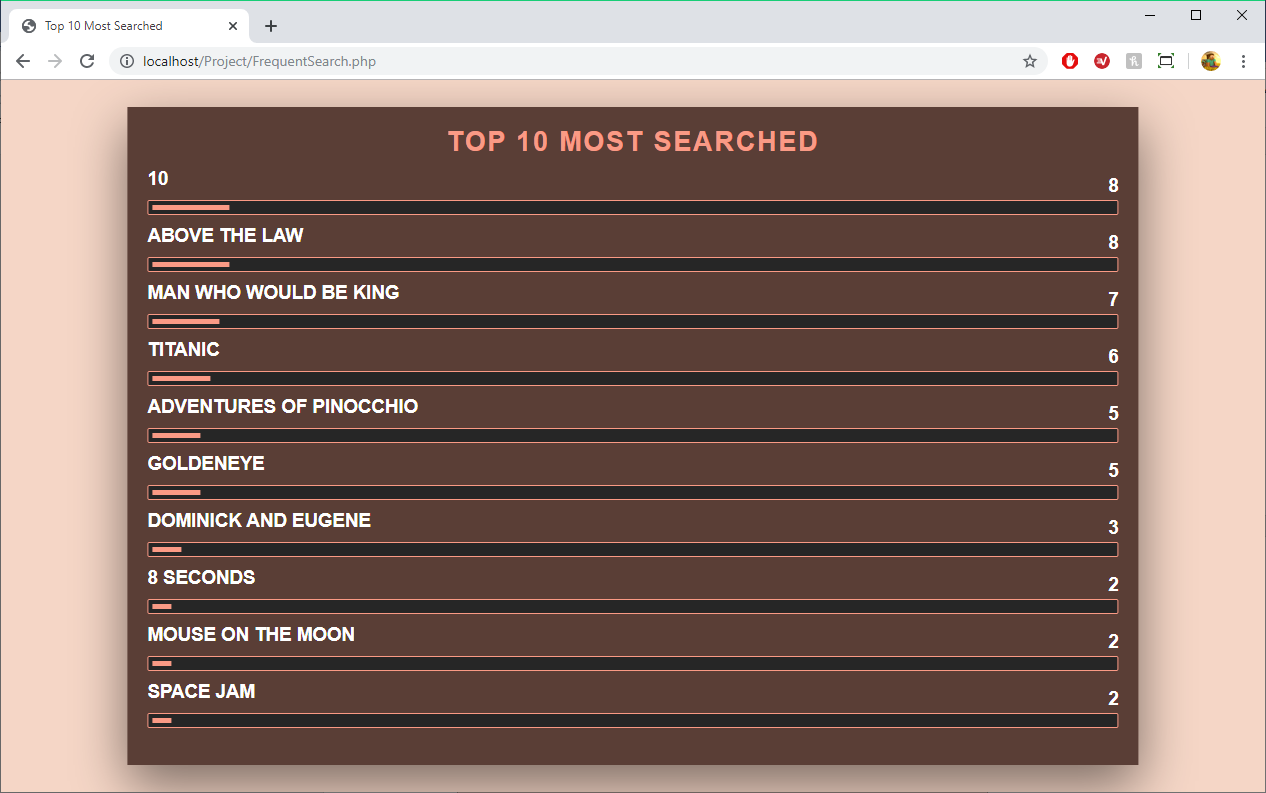 Top 10 Most Searched
localhost/Project/FrequentSearch.php
TOP 10 MOST SEARCHED
10
8
ABOVE THE LAW
8
MAN WHO WOULD BE KING
7
TITANIC
6
ADVENTURES OF PINOCCHIO
5
GOLDENEYE
5
DOMINICK AND EUGENE
3
8 SECONDS
2
MOUSE ON THE MOON
2
SPACE JAM
2